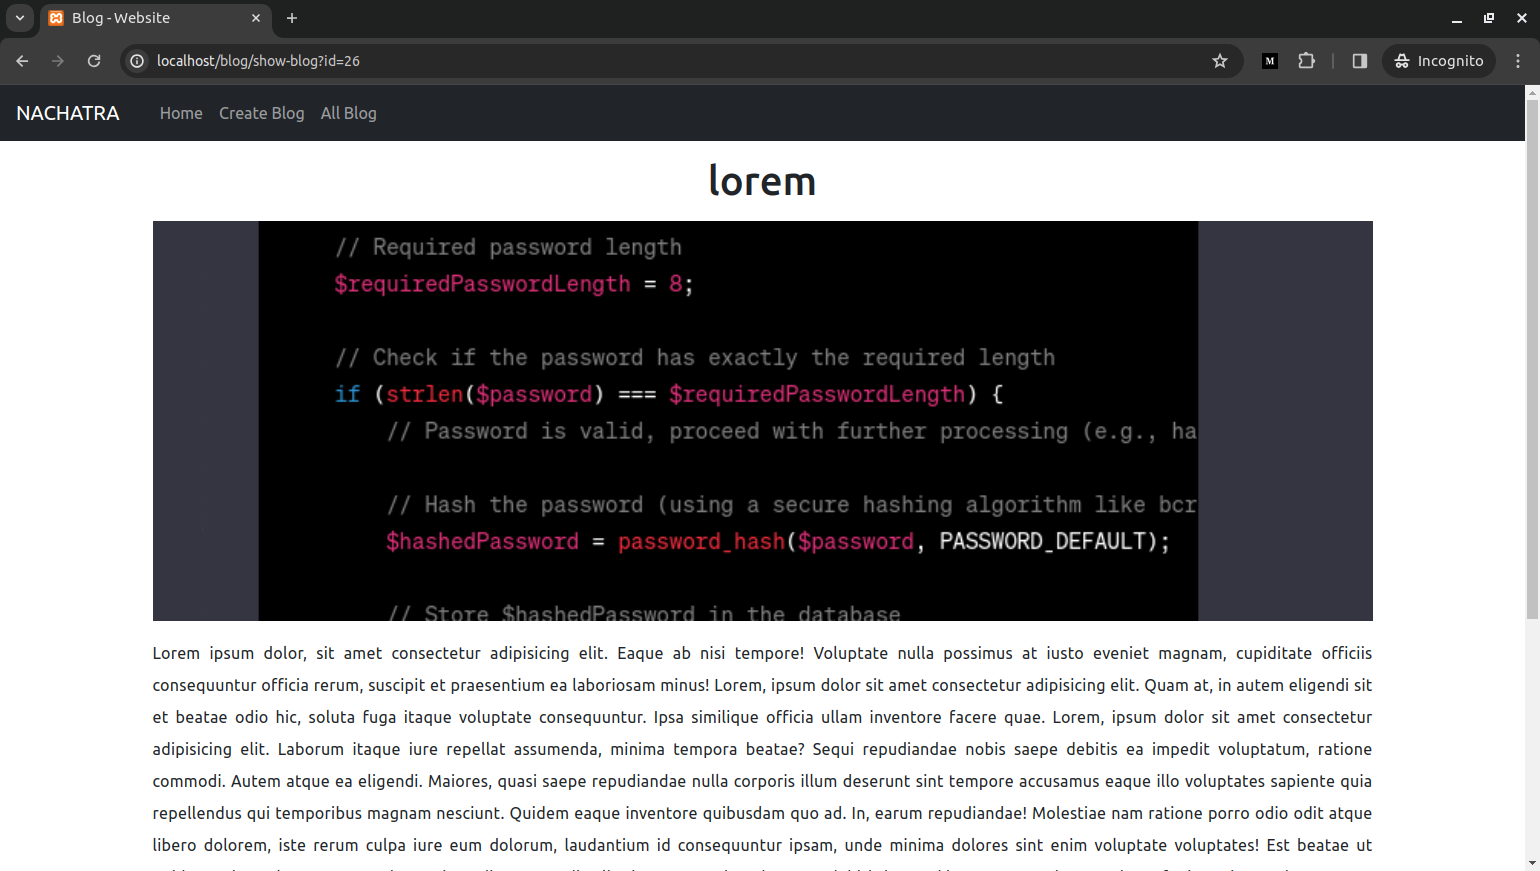 Blog - Website
localhost/blog/show-blog?id=26
M
Incognito
NACHATRA Home Create Blog All Blog
lorem
// Required password length
$requiredPasswordLength = 8;
// Check if the password has exactly the required length
if (strlen($password) === $requiredPasswordLength) {
// Password is valid, proceed with further processing (e.g., ha
// Hash the password (using a secure hashing algorithm like bcr
$hashedPassword = password_hash($password, PASSWORD_DEFAULT);
// Store $hashedPassword in the database
Lorem ipsum dolor, sit amet consectetur adipisicing elit. Eaque ab nisi tempore! Voluptate nulla possimus at iusto eveniet magnam, cupiditate officiis
consequuntur officia rerum, suscipit et praesentium ea laboriosam minus! Lorem, ipsum dolor sit amet consectetur adipisicing elit. Quam at, in autem eligendi sit
et beatae odio hic, soluta fuga itaque voluptate consequuntur. Ipsa similique officia ullam inventore facere quae. Lorem, ipsum dolor sit amet consectetur
adipisicing elit. Laborum itaque iure repellat assumenda, minima tempora beatae? Sequi repudiandae nobis saepe debitis ea impedit voluptatum, ratione
commodi. Autem atque ea eligendi. Maiores, quasi saepe repudiandae nulla corporis illum deserunt sint tempore accusamus eaque illo voluptates sapiente quia
repellendus qui temporibus magnam nesciunt. Quidem eaque inventore quibusdam quo ad. In, earum repudiandae! Molestiae nam ratione porro odio odit atque
libero dolorem, iste rerum culpa iure eum dolorum, laudantium id consequuntur ipsam, unde minima dolores sint enim voluptate voluptates! Est beatae ut